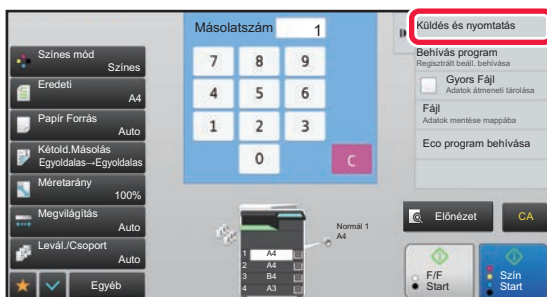 Színes mód
Színes
Eredeti
A4
Papír Forrás
Auto
Kétold.Másolás
Egyoldalas→Egyoldalas
Méretarány
100%
Megvilágítás
Auto
Levál./Csoport
Auto
Egyéb
Másolatszám 1
7 8 9
4 5 6
1 2 3
0 C
Normál 1
A4
1 A4
2 A4
3 B4
4 A3
Küldés és nyomtatás
Behívás program
Regisztrált beáll. behívása
Gyors Fájl
Adatok átmeneti tárolása
Fájl
Adatok mentése mappába
Eco program behívása
Előnézet
CA
F/F
Start
Szín
Start